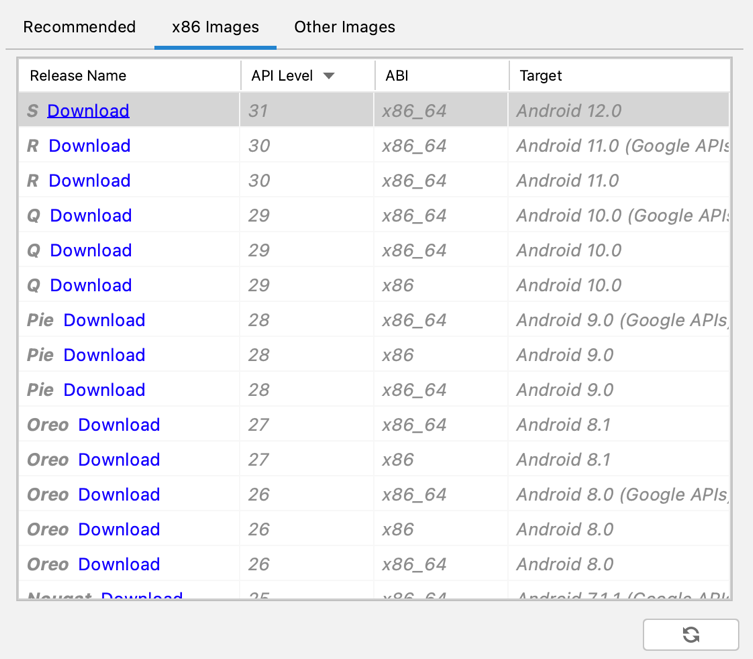 Recommended x86 Images Other Images
Release Name API Level ABI Target
S Download 31 x86_64 Android 12.0
R Download 30 x86_64 Android 11.0 (Google APIs
R Download 30 x86_64 Android 11.0
Q Download 29 x86_64 Android 10.0 (Google APIs
Q Download 29 x86_64 Android 10.0
Q Download 29 x86 Android 10.0
Pie Download 28 x86_64 Android 9.0 (Google APIs)
Pie Download 28 x86 Android 9.0
Pie Download 28 x86_64 Android 9.0
Oreo Download 27 x86_64 Android 8.1
Oreo Download 27 x86 Android 8.1
Oreo Download 26 x86_64 Android 8.0 (Google APIs)
Oreo Download 26 x86 Android 8.0
Oreo Download 26 x86_64 Android 8.0
Nougat Download 25 x86_64 Android 7.1.1 (Google APIs